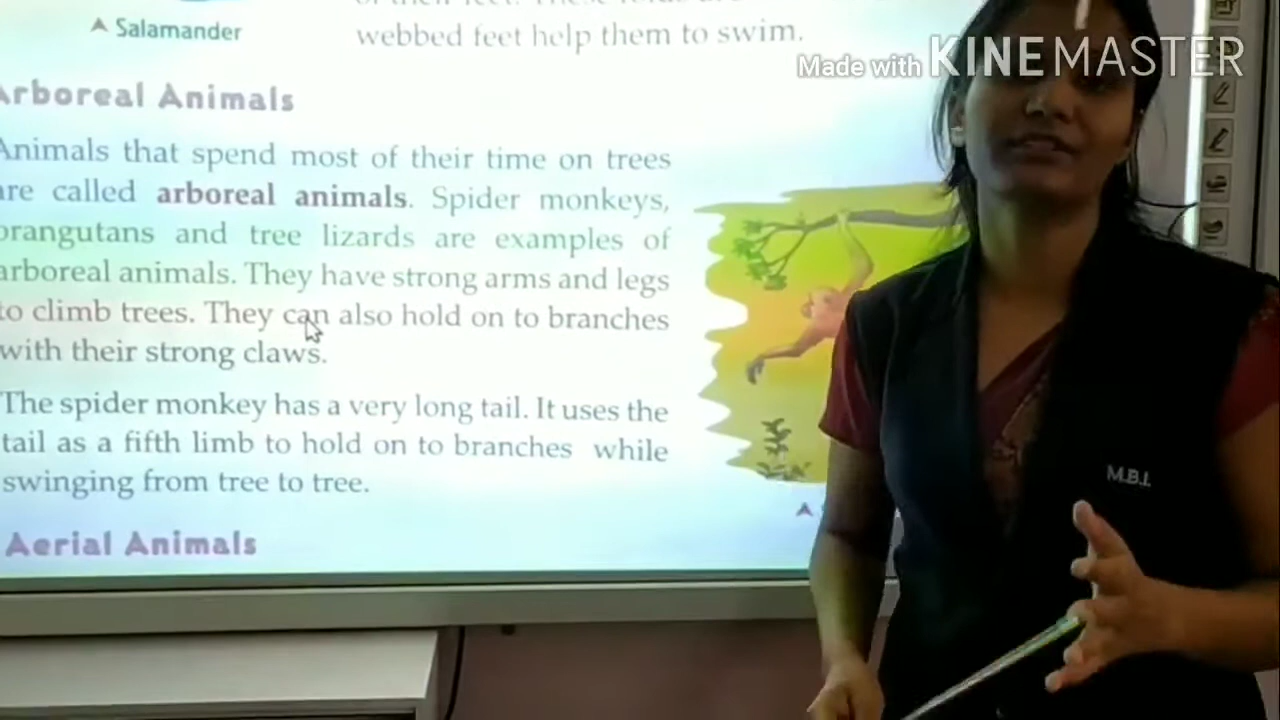 ▲ Salamander
webbed feet help them to swim.
Made with KINEMASTER
Arboreal Animals
Animals that spend most of their time on trees
are called arboreal animals. Spider monkeys,
orangutans and tree lizards are examples of
arboreal animals. They have strong arms and legs
to climb trees. They can also hold on to branches
with their strong claws.
The spider monkey has a very long tail. It uses the
tail as a fifth limb to hold on to branches while
swinging from tree to tree.
M.B.I.
Aerial Animals